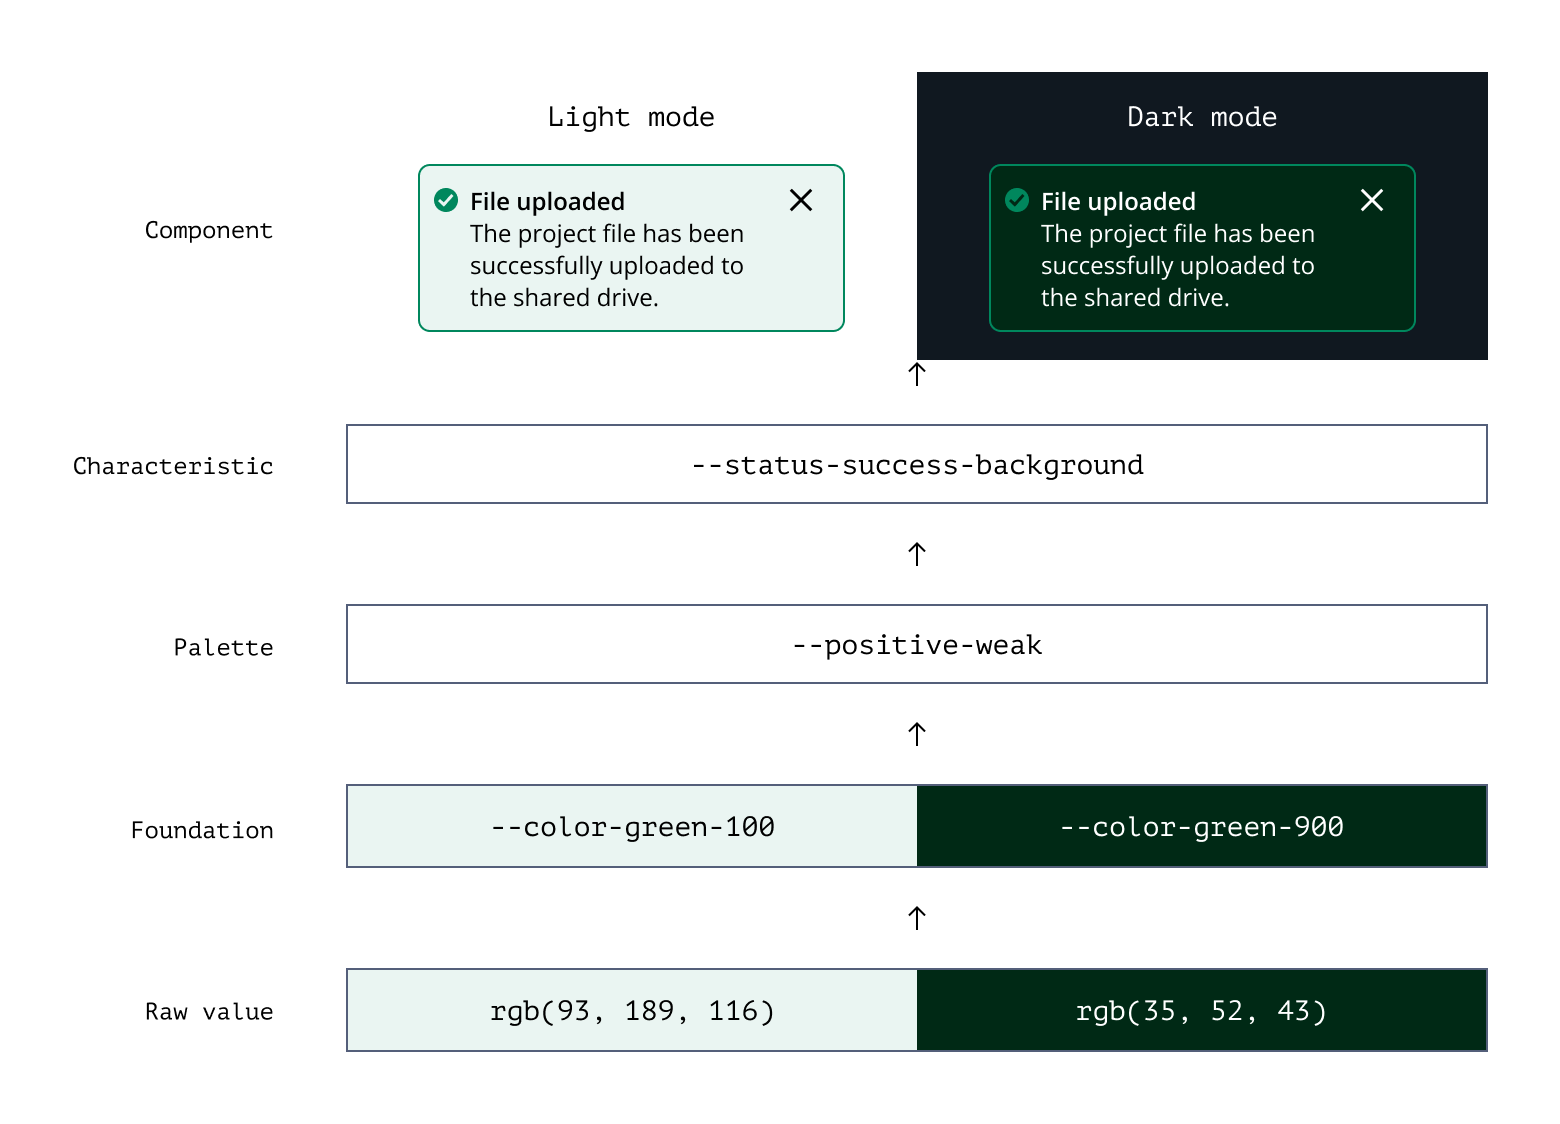 Light mode
Dark mode
Component
File uploaded
The project file has been
successfully uploaded to
the shared drive.
File uploaded
The project file has been
successfully uploaded to
the shared drive.
Characteristic
--status-success-background
Palette
--positive-weak
Foundation
--color-green-100
--color-green-900
Raw value
rgb(93, 189, 116)
rgb(35, 52, 43)